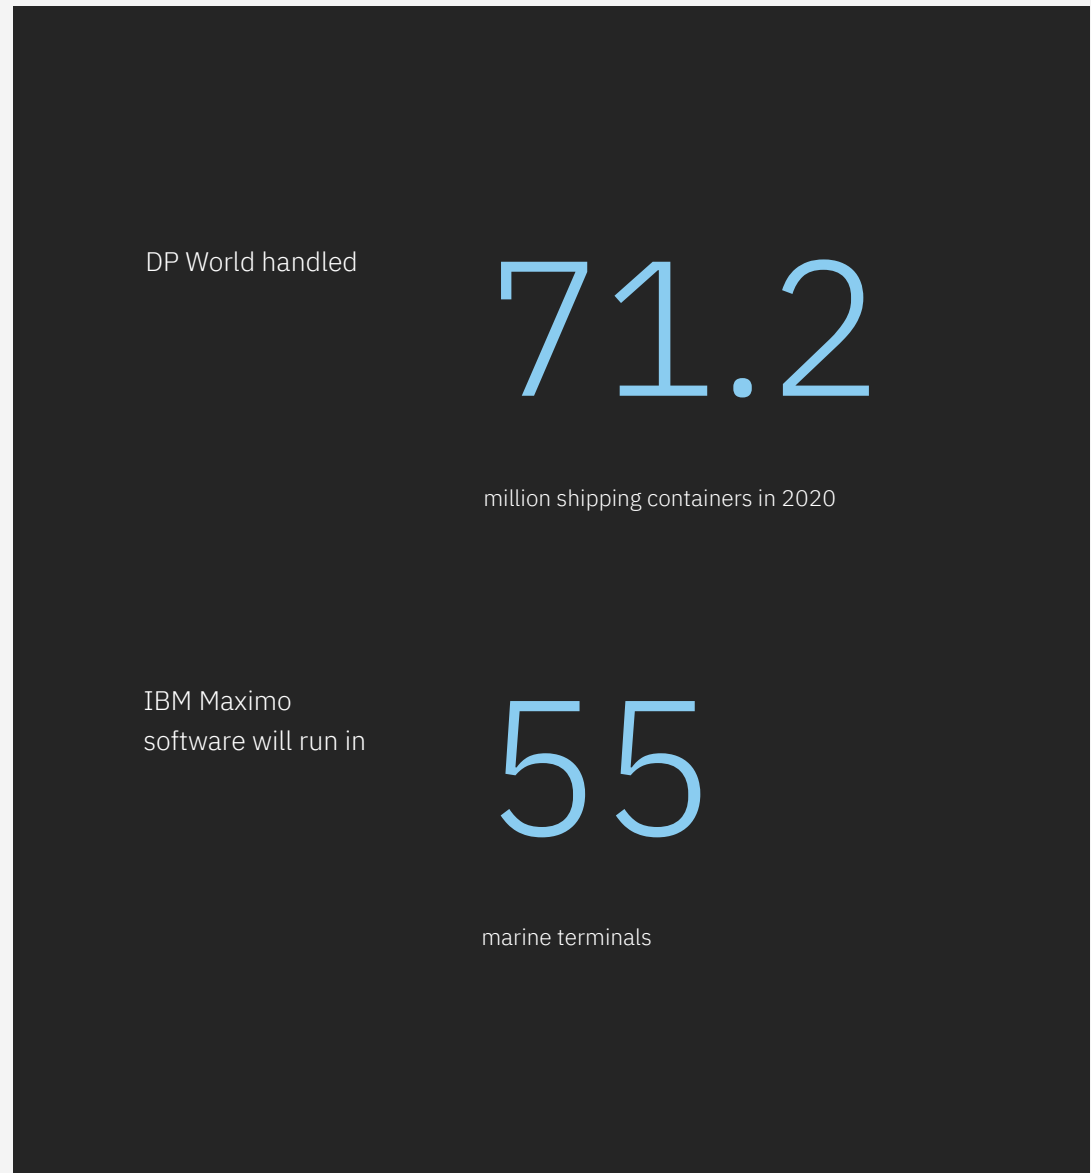 DP World handled
71.2
million shipping containers in 2020
IBM Maximo
software will run in
55
marine terminals